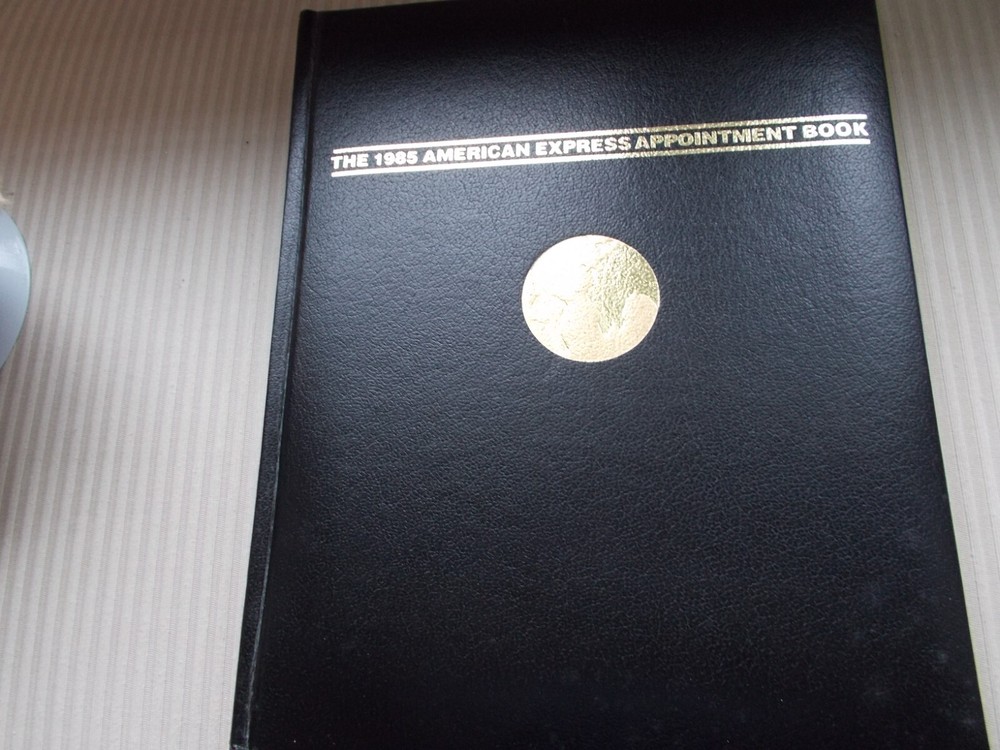 THE 1985 AMERICAN EXPRESS APPOINTMENT BOOK